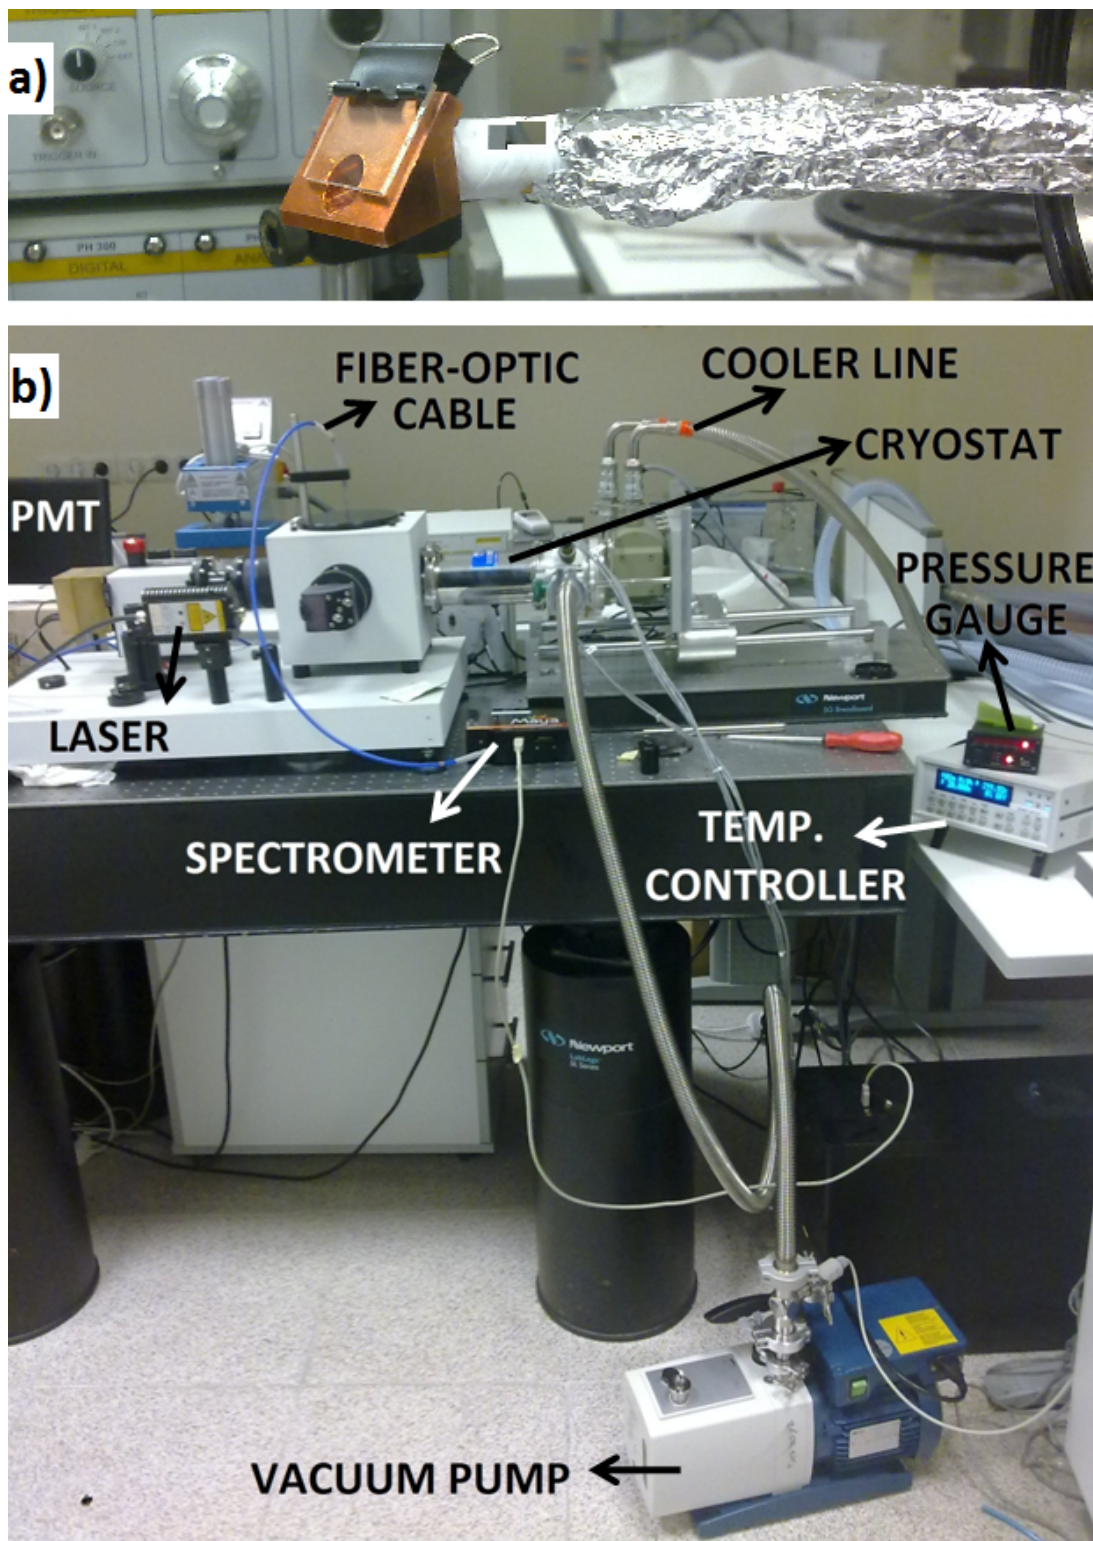 a)
SOURCE
TRIGGER IN
PH 300
DIGITAL
b)
FIBER-OPTIC
CABLE
COOLER LINE
CRYOSTAT
PMT
PRESSURE
GAUGE
LASER
Newport
Maya
SPECTROMETER
TEMP.
CONTROLLER
Newport
VACUUM PUMP